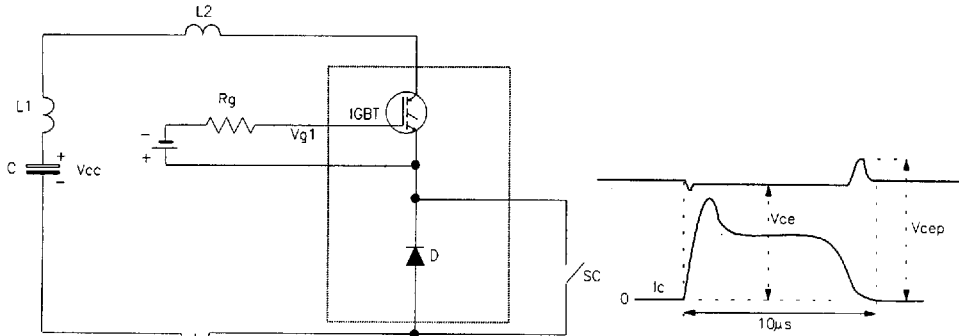 L2
L1
Rg
IGBT
Vg1
-
+
C
+
-
Vcc
D
SC
Vce
Vcep
0
Ic
10µs